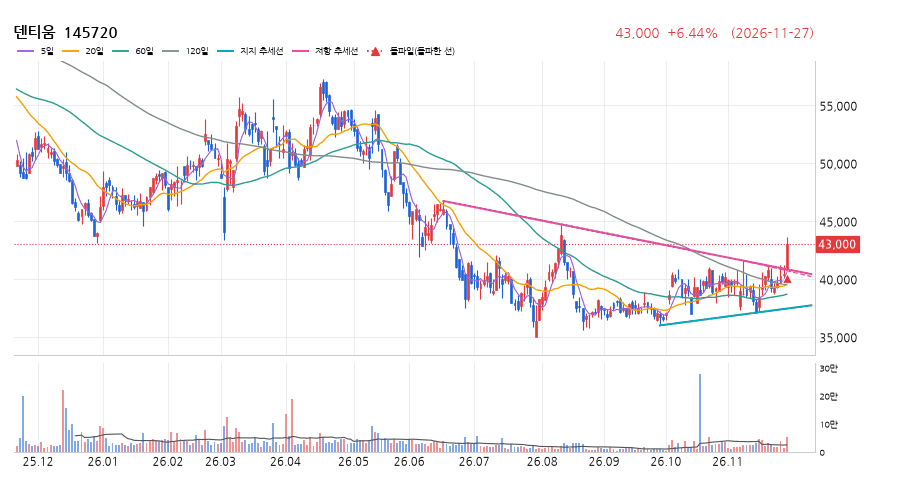 덴티움 145720
43,000 +6.44% (2026-11-27)
5일 20일 60일 120일 지지 추세선 저항 추세선 돌파일(돌파한 선)
55,000
50,000
45,000
43,000
40,000
35,000
30만
20만
10만
0
25.12 26.01 26.02 26.03 26.04 26.05 26.06 26.07 26.08 26.09 26.10 26.11